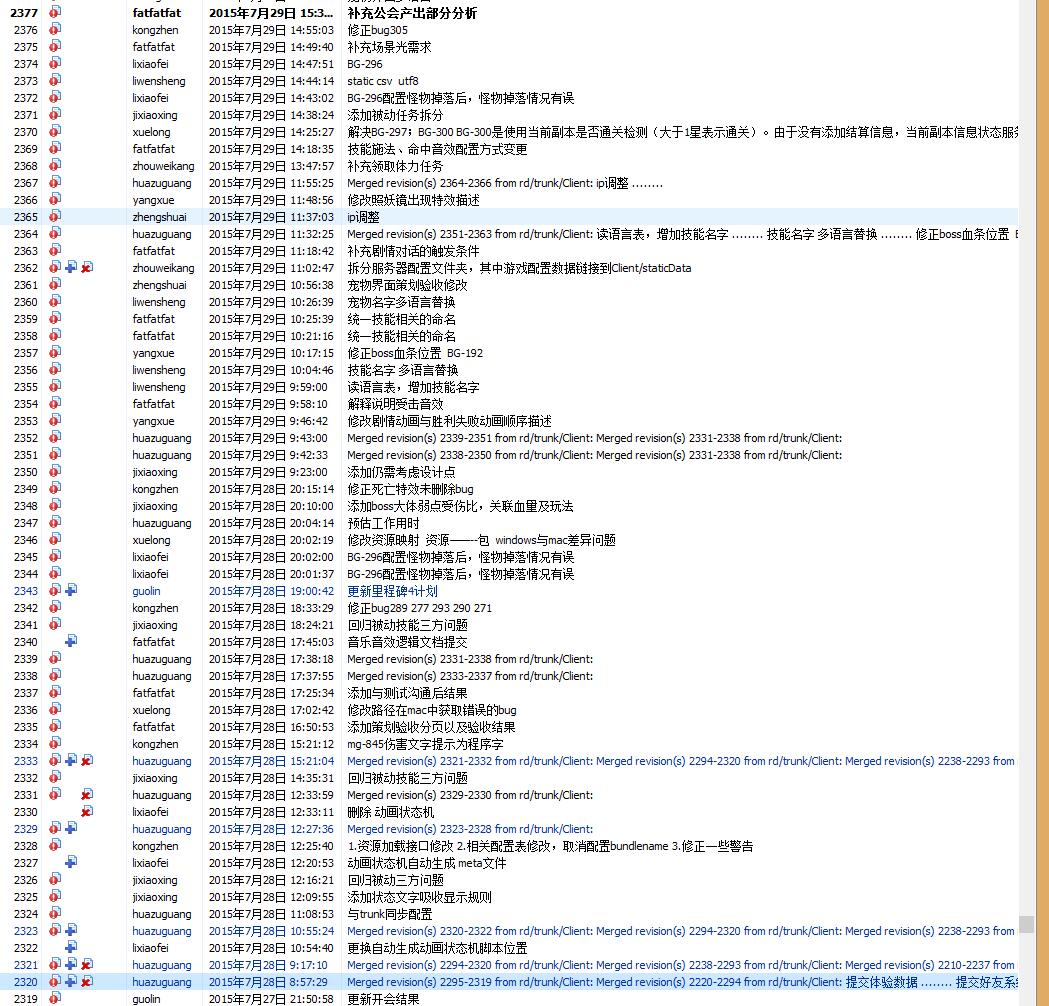 2377 fatfatfat 2015年7月29日 15:3... 补充公会产出部分分析
2376 kongzhen 2015年7月29日 14:55:03 修正bug305
2375 fatfatfat 2015年7月29日 14:49:40 补充场景光需求
2374 lixiaofei 2015年7月29日 14:47:51 BG-296
2373 liwensheng 2015年7月29日 14:44:14 static csv utf8
2372 lixiaofei 2015年7月29日 14:43:02 BG-296配置怪物掉落后，怪物掉落情况有误
2371 jixiaoxing 2015年7月29日 14:38:24 添加被动任务拆分
2370 xuelong 2015年7月29日 14:25:27 解决BG-297；BG-300 BG-300是使用当前副本是否通关检测（大于1星表示通关）。由于没有添加结算信息，当前副本信息状态服务
2369 fatfatfat 2015年7月29日 14:18:35 技能施法、命中音效配置方式变更
2368 zhouweikang 2015年7月29日 13:47:57 补充领取体力任务
2367 huazuguang 2015年7月29日 11:55:25 Merged revision(s) 2364-2366 from rd/trunk/Client: ip调整 ........
2366 yangxue 2015年7月29日 11:48:56 修改照妖镜出现特效描述
2365 zhengshuai 2015年7月29日 11:37:03 ip调整
2364 huazuguang 2015年7月29日 11:32:25 Merged revision(s) 2351-2363 from rd/trunk/Client: 读语言表，增加技能名字 ........ 技能名字 多语言替换 ........ 修正boss血条位置
2363 fatfatfat 2015年7月29日 11:18:42 补充剧情对话的触发条件
2362 zhouweikang 2015年7月29日 11:02:47 拆分服务器配置文件夹，其中游戏配置数据链接到Client/staticData
2361 zhengshuai 2015年7月29日 10:56:38 宠物界面策划验收修改
2360 liwensheng 2015年7月29日 10:26:39 宠物名字多语言替换
2359 fatfatfat 2015年7月29日 10:25:39 统一技能相关的命名
2358 fatfatfat 2015年7月29日 10:21:16 统一技能相关的命名
2357 yangxue 2015年7月29日 10:17:15 修正boss血条位置 BG-192
2356 liwensheng 2015年7月29日 10:04:46 技能名字 多语言替换
2355 liwensheng 2015年7月29日 9:59:00 读语言表，增加技能名字
2354 fatfatfat 2015年7月29日 9:58:10 解释说明受击音效
2353 yangxue 2015年7月29日 9:46:42 修改剧情动画与胜利失败动画顺序描述
2352 huazuguang 2015年7月29日 9:43:00 Merged revision(s) 2339-2351 from rd/trunk/Client: Merged revision(s) 2331-2338 from rd/trunk/Client:
2351 huazuguang 2015年7月29日 9:42:33 Merged revision(s) 2338-2350 from rd/trunk/Client: Merged revision(s) 2331-2338 from rd/trunk/Client:
2350 jixiaoxing 2015年7月29日 9:23:00 添加仍需考虑设计点
2349 kongzhen 2015年7月28日 20:15:14 修正死亡特效未删除bug
2348 jixiaoxing 2015年7月28日 20:10:00 添加boss大体弱点受伤比，关联血量及玩法
2347 huazuguang 2015年7月28日 20:04:14 预估工作用时
2346 xuelong 2015年7月28日 20:02:19 修改资源映射 资源——--包 windows与mac差异问题
2345 lixiaofei 2015年7月28日 20:02:00 BG-296配置怪物掉落后，怪物掉落情况有误
2344 lixiaofei 2015年7月28日 20:01:37 BG-296配置怪物掉落后，怪物掉落情况有误
2343 guolin 2015年7月28日 19:00:42 更新里程碑4计划
2342 kongzhen 2015年7月28日 18:33:29 修正bug289 277 293 290 271
2341 jixiaoxing 2015年7月28日 18:24:21 回归被动技能三方问题
2340 fatfatfat 2015年7月28日 17:45:03 音乐音效逻辑文档提交
2339 huazuguang 2015年7月28日 17:38:18 Merged revision(s) 2331-2338 from rd/trunk/Client:
2338 huazuguang 2015年7月28日 17:37:55 Merged revision(s) 2333-2337 from rd/trunk/Client:
2337 fatfatfat 2015年7月28日 17:25:34 添加与测试沟通后结果
2336 xuelong 2015年7月28日 17:02:42 修改路径在mac中获取错误的bug
2335 fatfatfat 2015年7月28日 16:50:53 添加策划验收分页以及验收结果
2334 kongzhen 2015年7月28日 15:21:12 mg-845伤害文字提示为程序字
2333 huazuguang 2015年7月28日 15:21:04 Merged revision(s) 2321-2332 from rd/trunk/Client: Merged revision(s) 2294-2320 from rd/trunk/Client: Merged revision(s) 2238-2293 from
2332 jixiaoxing 2015年7月28日 14:35:31 回归被动技能三方问题
2331 huazuguang 2015年7月28日 12:33:59 Merged revision(s) 2329-2330 from rd/trunk/Client:
2330 lixiaofei 2015年7月28日 12:33:11 删除 动画状态机
2329 huazuguang 2015年7月28日 12:27:36 Merged revision(s) 2323-2328 from rd/trunk/Client:
2328 kongzhen 2015年7月28日 12:25:40 1.资源加载接口修改 2.相关配置表修改，取消配置bundlename 3.修正一些警告
2327 lixiaofei 2015年7月28日 12:20:53 动画状态机自动生成 meta文件
2326 jixiaoxing 2015年7月28日 12:16:21 回归被动三方问题
2325 jixiaoxing 2015年7月28日 12:09:55 添加状态文字吸收显示规则
2324 huazuguang 2015年7月28日 11:08:53 与trunk同步配置
2323 huazuguang 2015年7月28日 10:55:24 Merged revision(s) 2320-2322 from rd/trunk/Client: Merged revision(s) 2294-2320 from rd/trunk/Client: Merged revision(s) 2238-2293 from
2322 lixiaofei 2015年7月28日 10:54:40 更换自动生成动画状态机脚本位置
2321 huazuguang 2015年7月28日 9:17:10 Merged revision(s) 2294-2320 from rd/trunk/Client: Merged revision(s) 2238-2293 from rd/trunk/Client: Merged revision(s) 2210-2237 from
2320 huazuguang 2015年7月28日 8:57:29 Merged revision(s) 2295-2319 from rd/trunk/Client: Merged revision(s) 2220-2294 from rd/trunk/Client: 提交体验数据 ........ 提交好友系
2319 guolin 2015年7月27日 21:50:58 更新开会结果